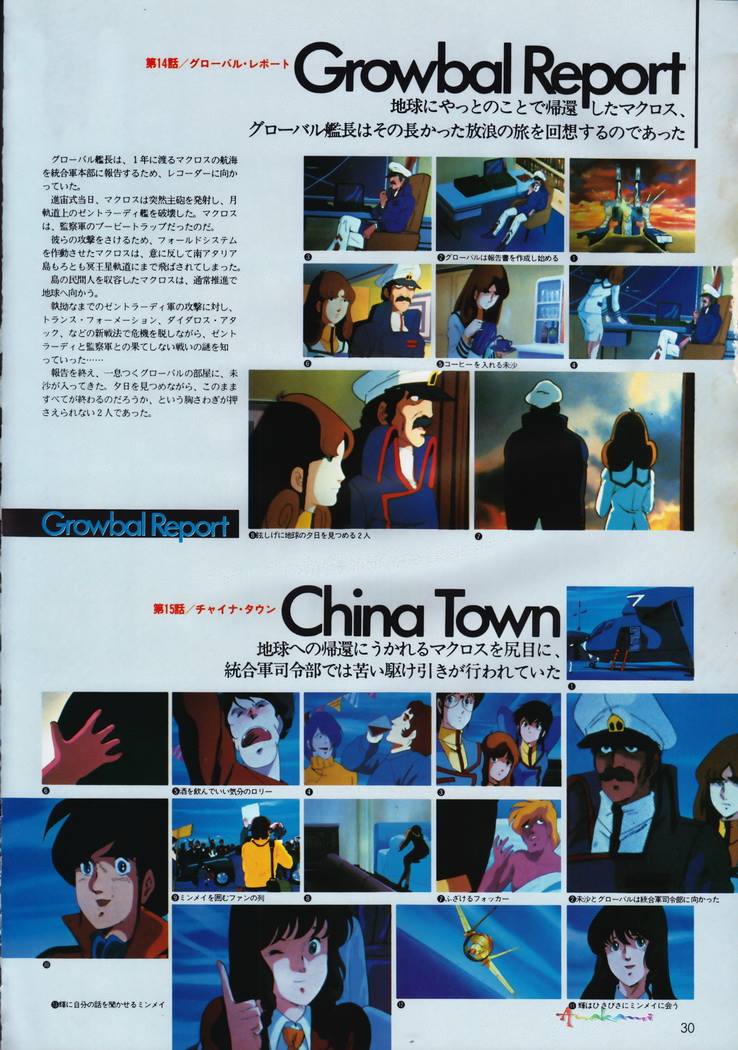 第14話／グローバル・レポート
Growbal Report
地球にやっとのことで帰還 したマクロス、
グローバル艦長はその長かった放浪の旅を回想するのであった
グローバル艦長は、1年に渡るマクロスの航海
を統合軍本部に報告するため、レコーダーに向か
っていた。
進宙式当日、マクロスは突然主砲を発射し、月
軌道上のゼントラーディ艦を破壊した。マクロス
は、監察軍のブービートラップだったのだ。
彼らの攻撃をさけるため、フォールドシステム
を作動させたマクロスは、意に反して南アタリア
島もろとも冥王星軌道にまで飛ばされてしまった。
島の民間人を収容したマクロスは、通常推進で
地球へ向かう。
執拗なまでのゼントラーディ軍の攻撃に対し、
トランス・フォーメーション、ダイダロス・アタ
ック、などの新戦法で危機を脱しながら、ゼント
ラーディと監察軍との果てしない戦いの謎を知
っていった……
報告を終え、一息つくグローバルの部屋に、未
沙が入ってきた。夕日を見つめながら、このまま
すべてが終わるのだろうか、という胸さわぎが押
さえられない2人であった。
❸
❷グローバルは報告書を作成し始める
❶
❻
❺コーヒーを入れる未沙
❹
❽眩しげに地球の夕日を見つめる2人
❼
Growbal Report
第15話／チャイナ・タウン
China Town
地球への帰還にうかれるマクロスを尻目に、
統合軍司令部では苦い駆け引きが行われていた
❶
❻
❺酒を飲んでいい気分のロリー
❹
❸
❾ミンメイを囲むファンの列
❽
❼ふざけるフォッカー
❷未沙とグローバルは統合軍司令部に向かった
❿
⓭輝に自分の話を聞かせるミンメイ
⓬
⓫輝はひさびさにミンメイに会う
30